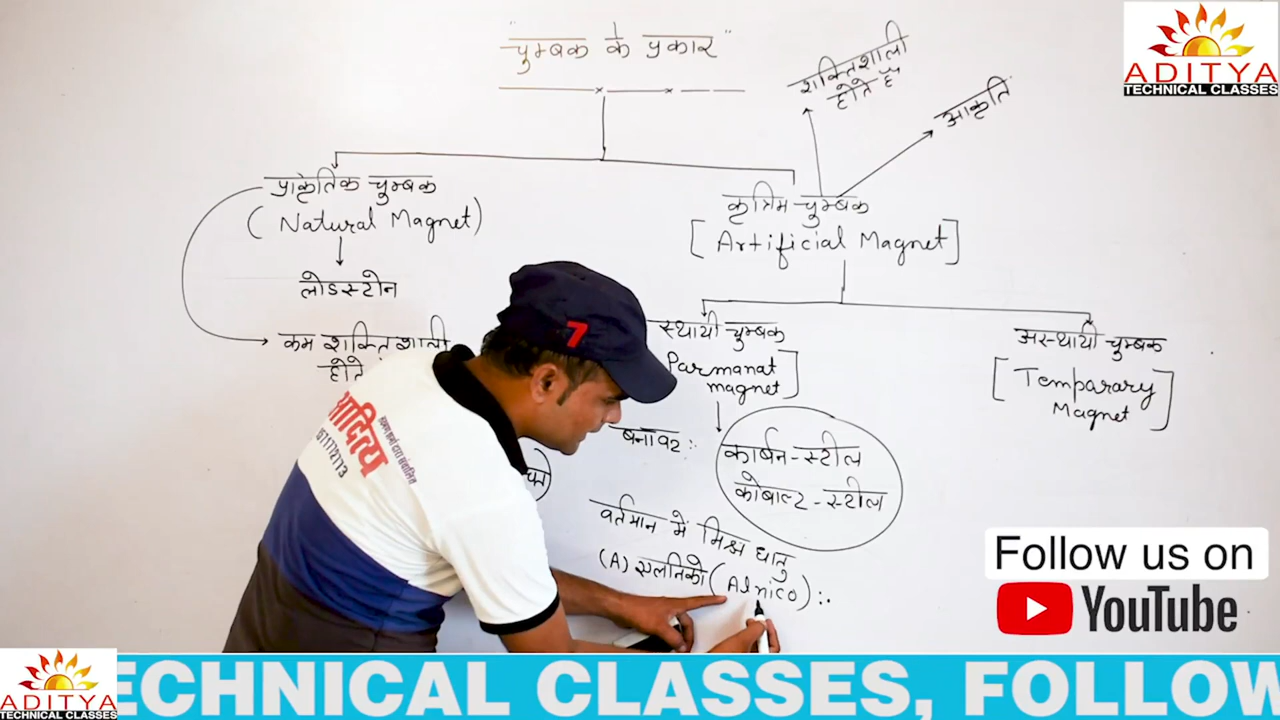 "चुम्बक के प्रकार"
शक्तिशाली
होते हैं
आकृति
प्राकृतिक चुम्बक
(Natural Magnet)
लोडस्टोन
कम शक्तिशाली
होते
कृत्रिम चुम्बक
[Artificial Magnet]
स्थायी चुम्बक
Parmanat
magnet]
बनावट :
कार्बन-स्टील
कोबाल्ट-स्टील
वर्तमान में मिश्र धातु
(A) एलनिको (Alnico) :.
अस्थायी चुम्बक
[Temparary
Magnet]
आदित्य
7
ADITYA
TECHNICAL CLASSES
Follow us on
YouTube
ADITYA
TECHNICAL CLASSES
ECHNICAL CLASSES, FOLLOW